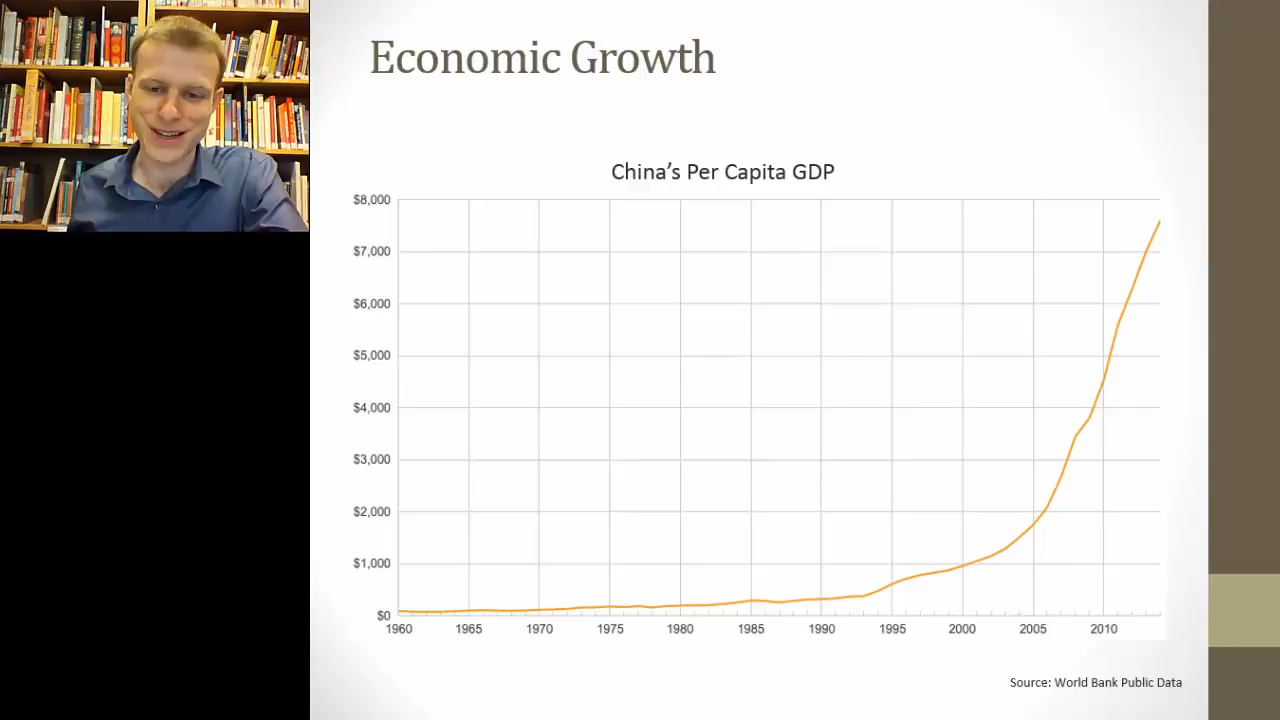 Economic Growth
China's Per Capita GDP
$8,000
$7,000
$6,000
$5,000
$4,000
$3,000
$2,000
$1,000
$0
1960 1965 1970 1975 1980 1985 1990 1995 2000 2005 2010
Source: World Bank Public Data